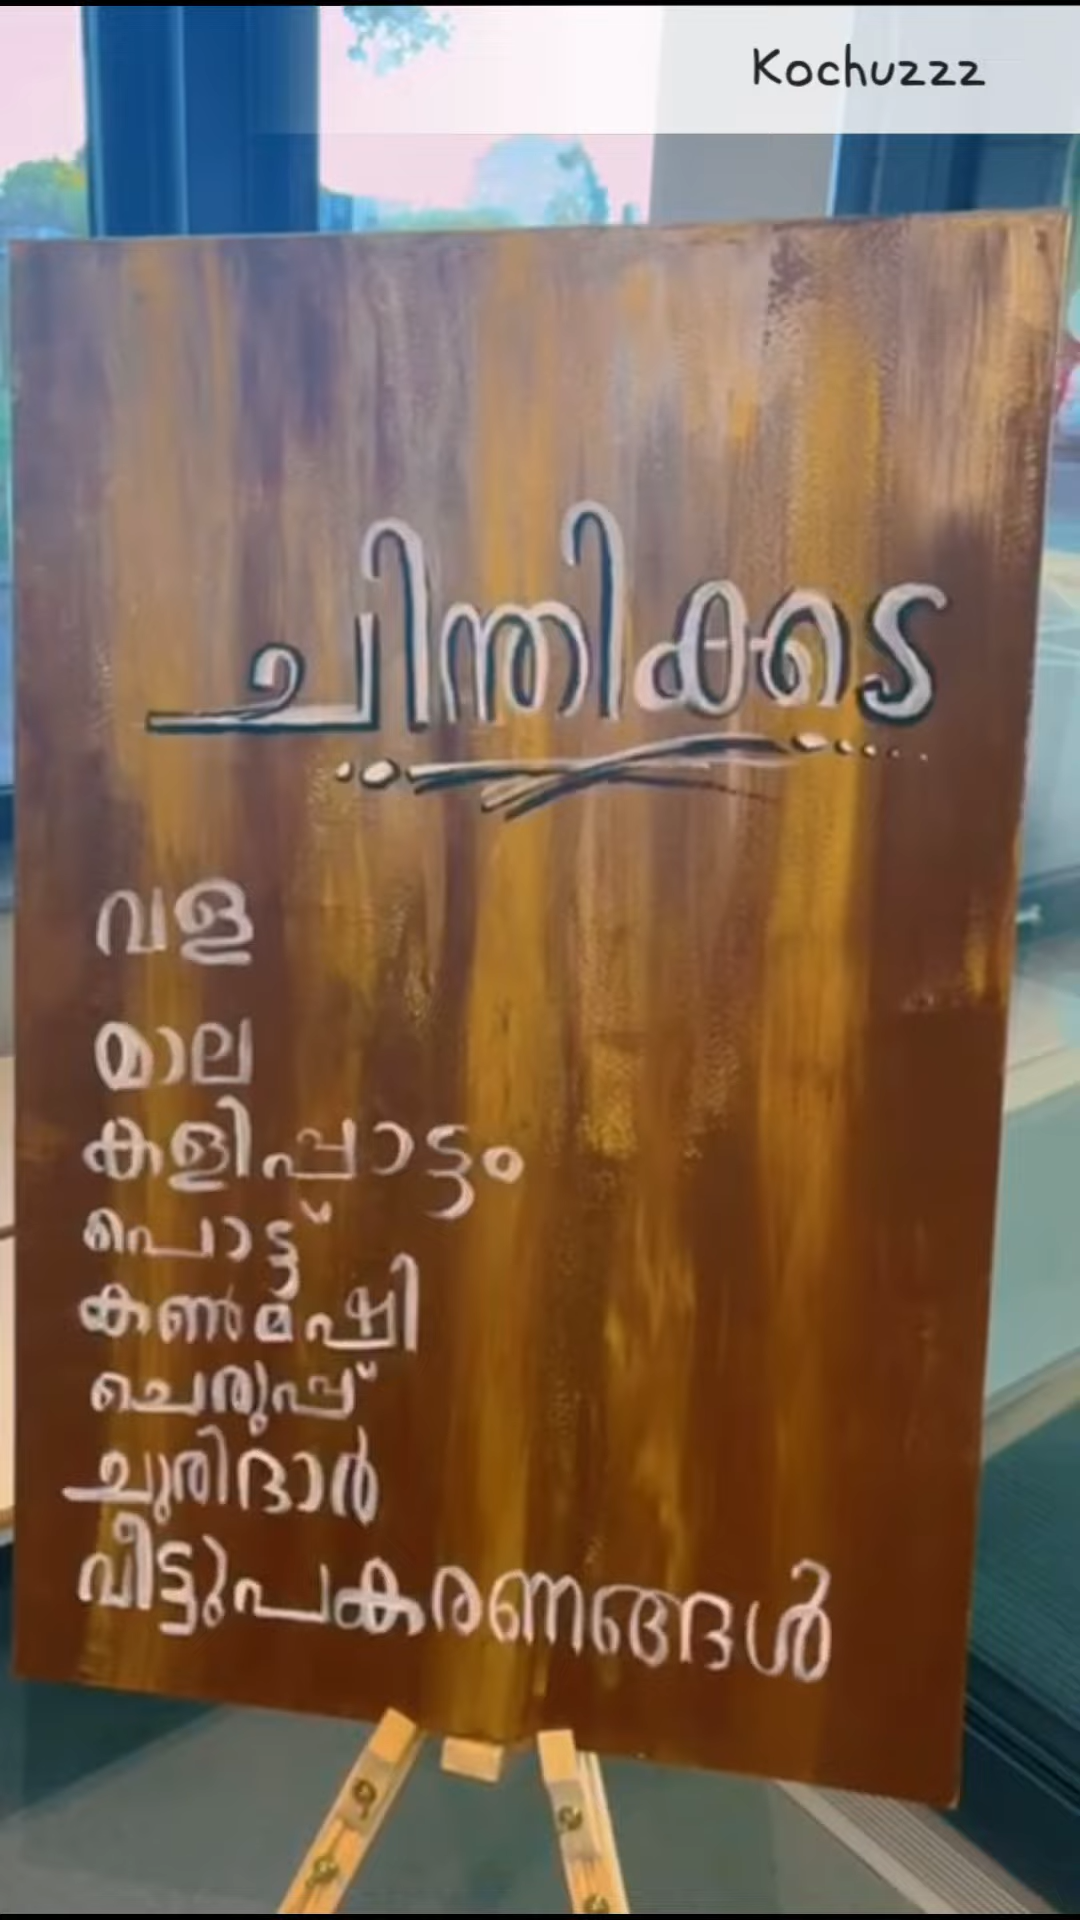 Kochuzzz
ചിന്തിക്കടെ
വള
മാല
കളിപ്പാട്ടം
പൊട്ട്
കൺമഷി
ചെരുപ്പ്
ചുരിദാർ
വീട്ടുപകരണങ്ങൾ